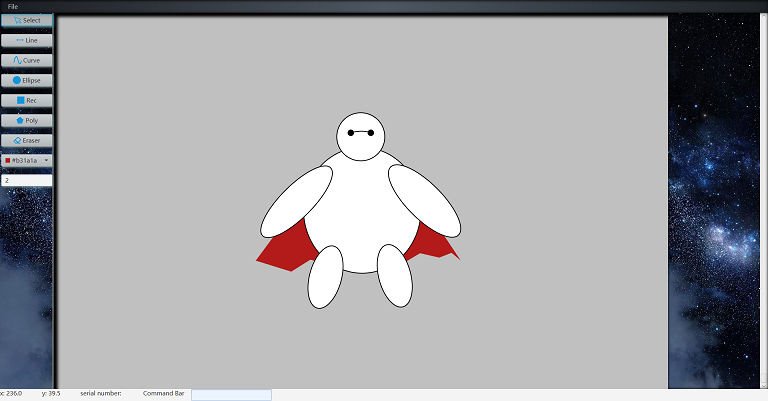 File
Select
Line
Curve
Ellipse
Rec
Poly
Eraser
#b31a1a
2
x: 236.0 y: 39.5 serial number: Command Bar